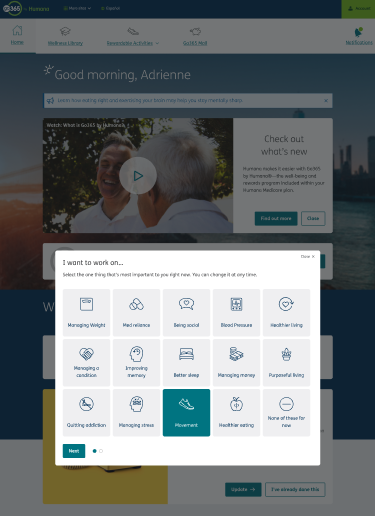 Go365 by Humana
Español
Account
Home
Wellness Library
Rewardable Activities
Go365 Mall
Notifications
Good morning, Adrienne
Watch: What is Go365 by Humana®
Check out
what's new
Humana makes it easier with Go365
by Humana®—the well-being and
rewards program included within your
Humana Medicare plan.
Find out more
Close
Close ×
I want to work on...
Select the one thing that's most important to you right now. You can change it at any time.
Managing Weight
Med reliance
Being social
Blood Pressure
Healthier living
Managing a
condition
Improving
memory
Better sleep
Managing money
Purposeful living
Quitting addiction
Managing stress
Movement
Healthier eating
None of these for
now
Next
Update →
I've already done this